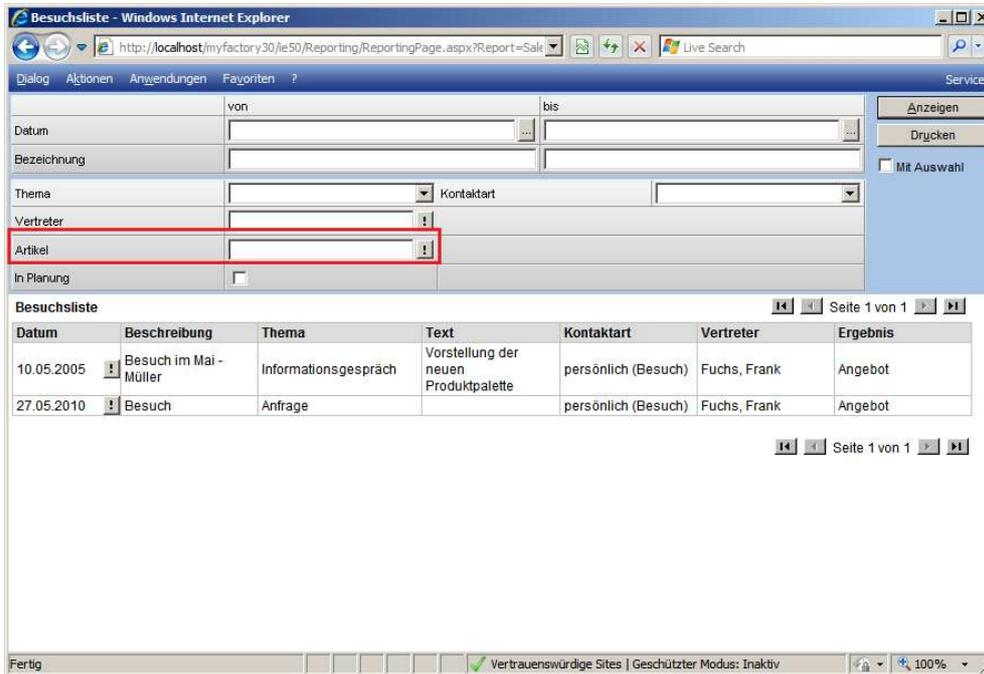 Besuchsliste - Windows Internet Explorer
http://localhost/myfactory30/ie50/Reporting/ReportingPage.aspx?Report=Sale
Live Search
Dialog Aktionen Anwendungen Favoriten ?
Service
von bis
Anzeigen
Datum
Drucken
Bezeichnung
Mit Auswahl
Thema Kontaktart
Vertreter
Artikel
In Planung
Besuchsliste
Seite 1 von 1
Datum Beschreibung Thema Text Kontaktart Vertreter Ergebnis
10.05.2005 ! Besuch im Mai - Müller Informationsgespräch Vorstellung der neuen Produktpalette persönlich (Besuch) Fuchs, Frank Angebot
27.05.2010 ! Besuch Anfrage persönlich (Besuch) Fuchs, Frank Angebot
Seite 1 von 1
Fertig
Vertrauenswürdige Sites | Geschützter Modus: Inaktiv
100%